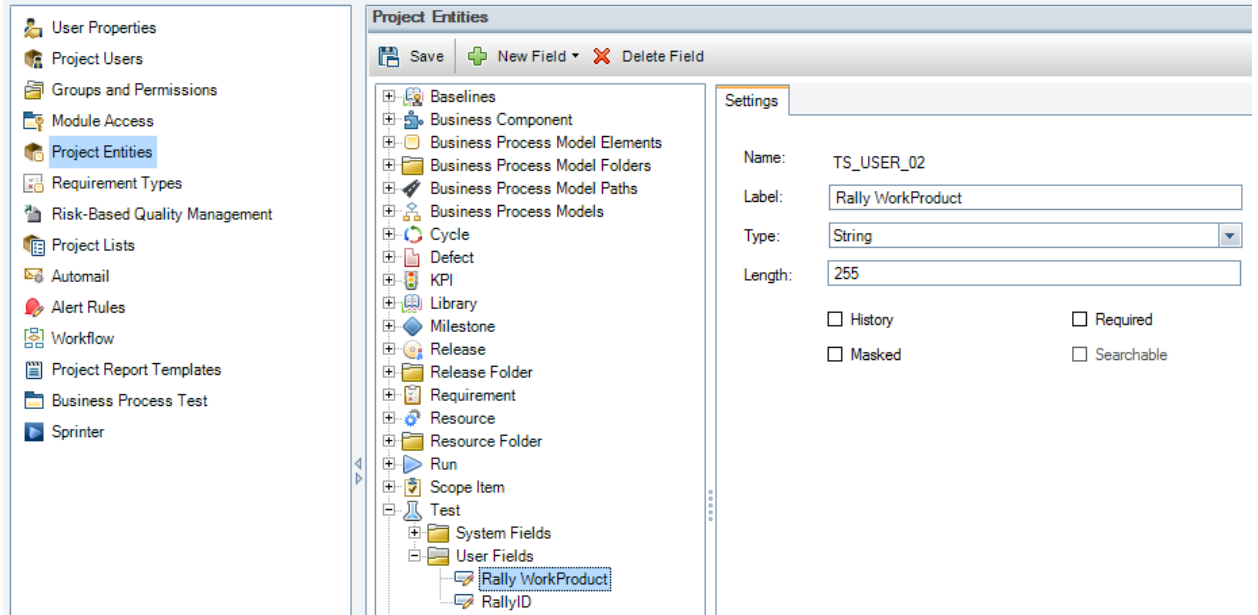 User Properties
Project Users
Groups and Permissions
Module Access
Project Entities
Requirement Types
Risk-Based Quality Management
Project Lists
Automail
Alert Rules
Workflow
Project Report Templates
Business Process Test
Sprinter
Project Entities
Save New Field Delete Field
Baselines
Business Component
Business Process Model Elements
Business Process Model Folders
Business Process Model Paths
Business Process Models
Cycle
Defect
KPI
Library
Milestone
Release
Release Folder
Requirement
Resource
Resource Folder
Run
Scope Item
Test
System Fields
User Fields
Rally WorkProduct
RallyID
Settings
Name: TS_USER_02
Label: Rally WorkProduct
Type: String
Length: 255
History Required
Masked Searchable